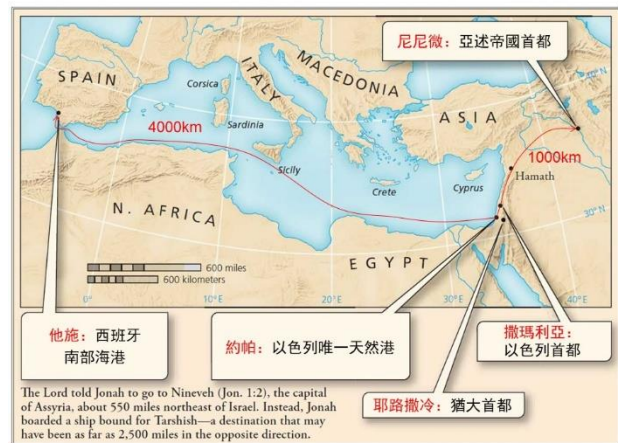 尼尼微：亞述帝國首都
SPAIN
Corsica
ITALY
MACEDONIA
4000km
Sardinia
ASIA
1000km
Hamath
Sicily
Crete
Cyprus
N. AFRICA
EGYPT
30°N
40°N
600 miles
600 kilometers
0°
10°E
20°E
30°E
40°E
他施：西班牙
南部海港
約帕：以色列唯一天然港
撒瑪利亞：
以色列首都
耶路撒冷：猶大首都
The Lord told Jonah to go to Nineveh (Jon. 1:2), the capital
of Assyria, about 550 miles northeast of Israel. Instead, Jonah
boarded a ship bound for Tarshish—a destination that may
have been as far as 2,500 miles in the opposite direction.